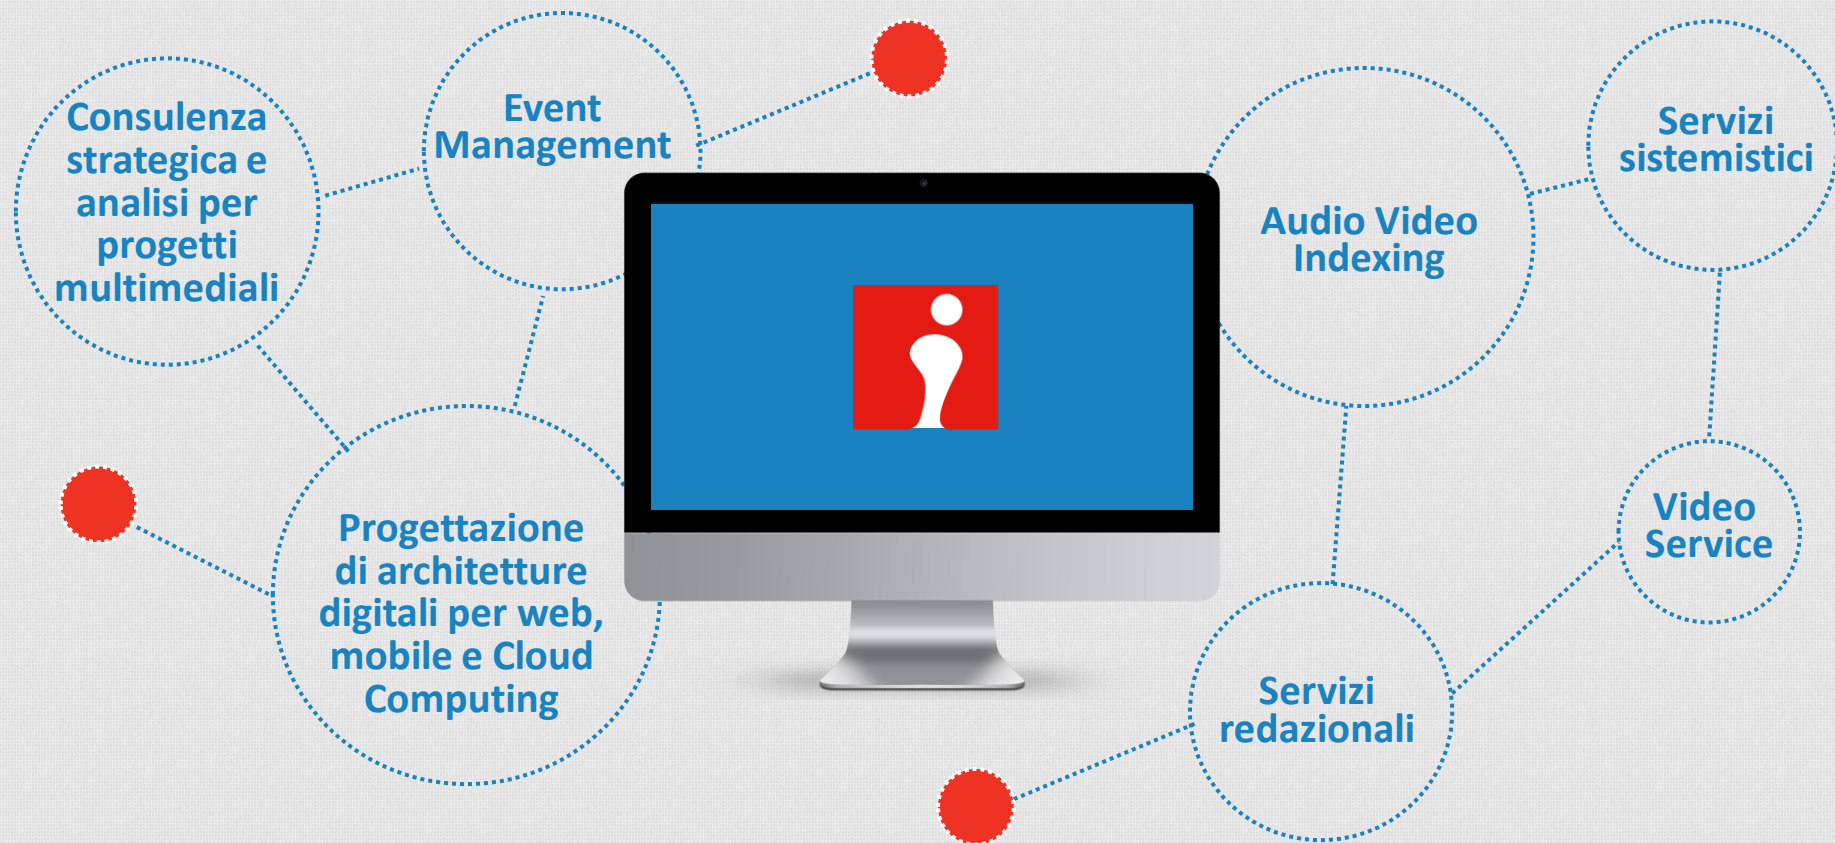 Consulenza
strategica e
analisi per
progetti
multimediali
Event
Management
Progettazione
di architetture
digitali per web,
mobile e Cloud
Computing
Audio Video
Indexing
Servizi
sistemistici
Video
Service
Servizi
redazionali